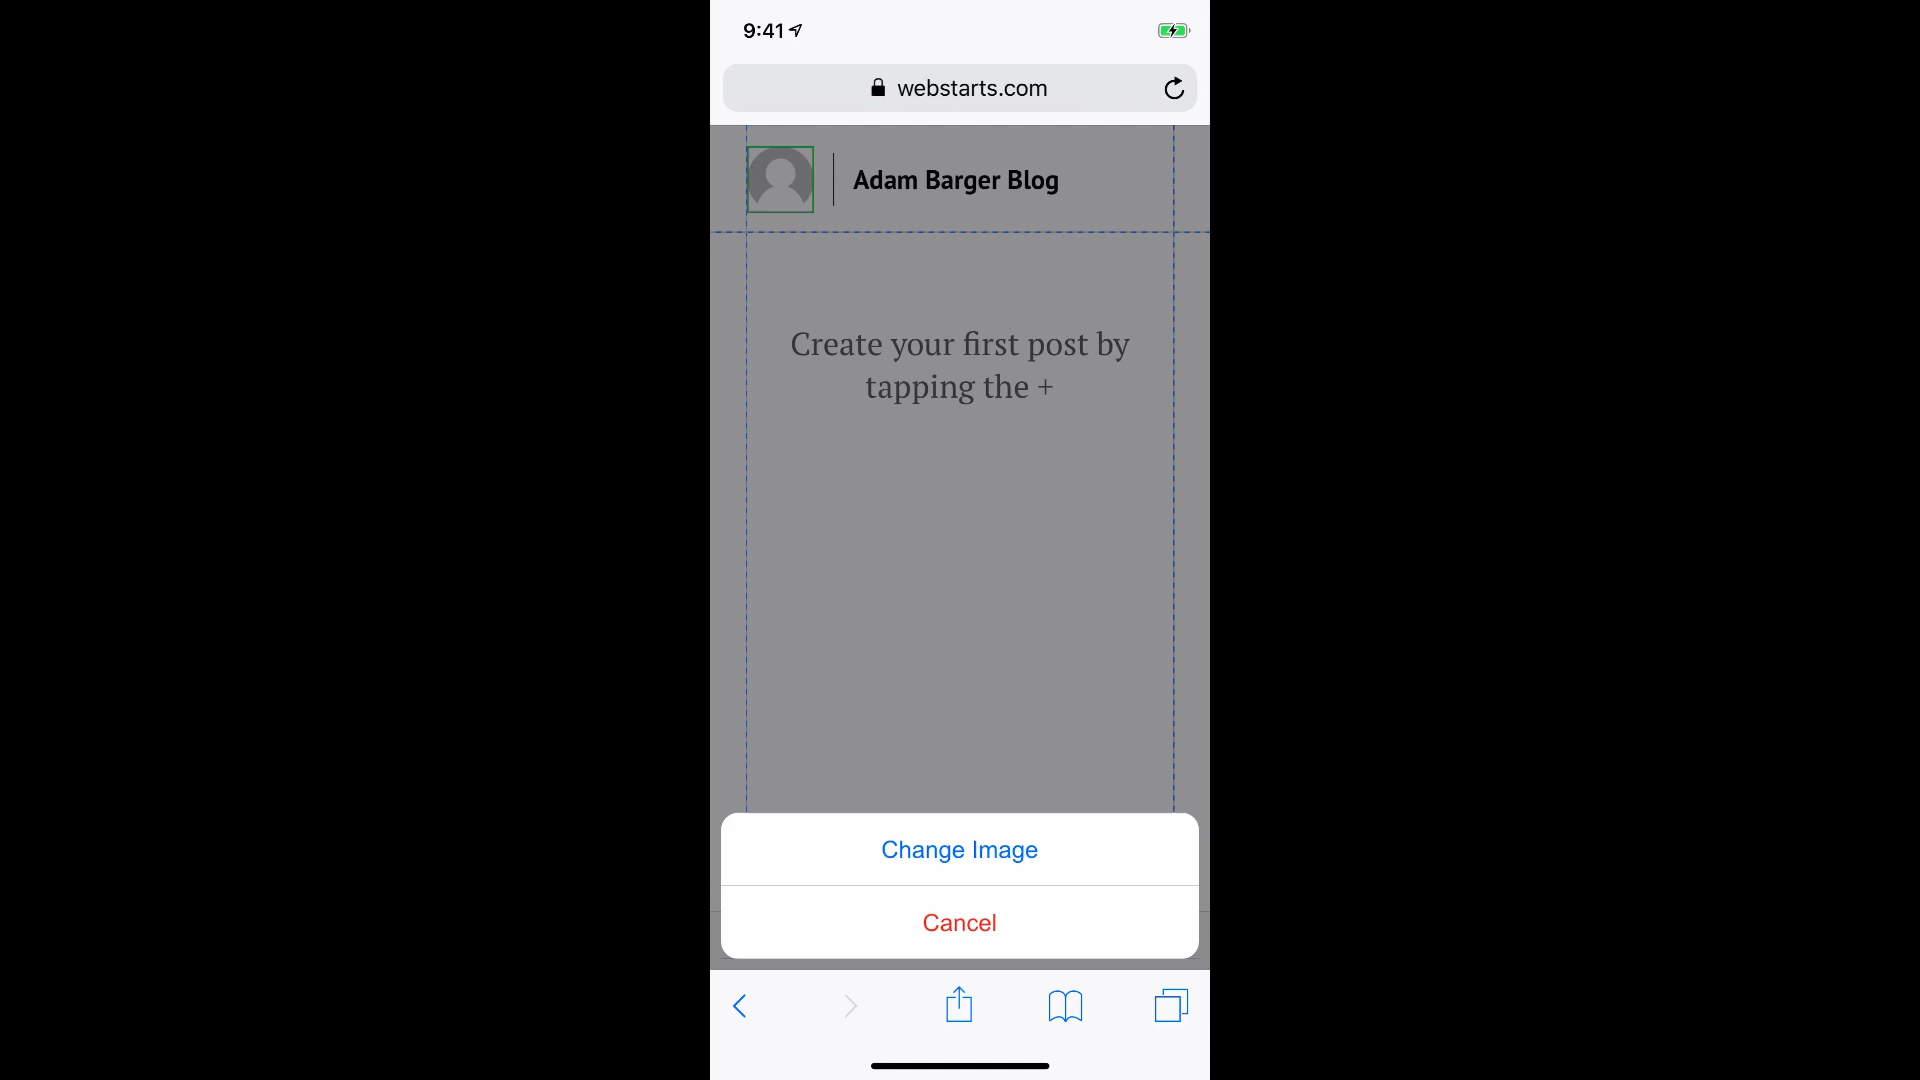 9:41
webstarts.com
Adam Barger Blog
Create your first post by
tapping the +
Change Image
Cancel